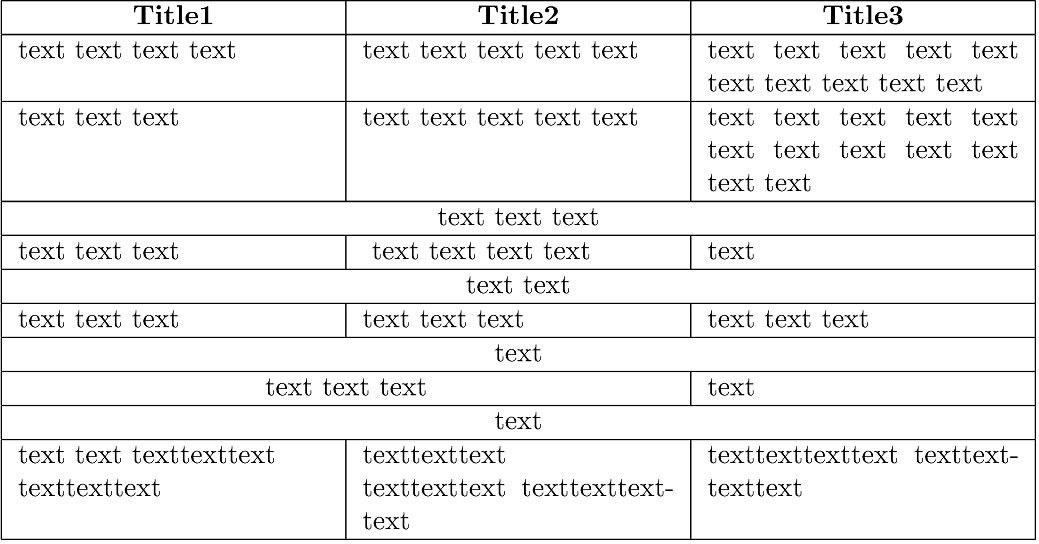 Title1 Title2 Title3
text text text text text text text text text text text text text text
text text text text text
text text text text text text text text text text text text text
text text text text text
text text
text text text
text text text text text text text text
text text
text text text text text text text text text
text
text text text text
text
text text texttexttext texttexttext texttexttexttext texttext-
texttexttext texttexttext texttexttext- texttext
text